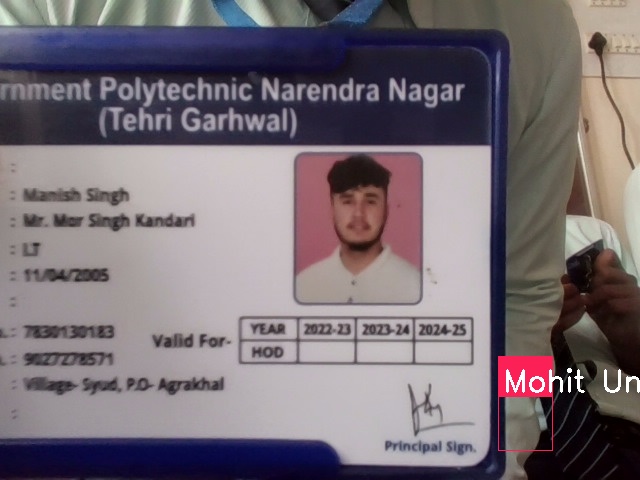 rnment Polytechnic Narendra Nagar
(Tehri Garhwal)
:
: Manish Singh
: Mr. Mor Singh Kandari
: LT
: 11/04/2005
:
: 7830130183
: 9027278571
: Village- Syud, P.O- Agrakhal
:
Valid For-
YEAR 2022-23 2023-24 2024-25
HOD
Principal Sign.
Mohit Un